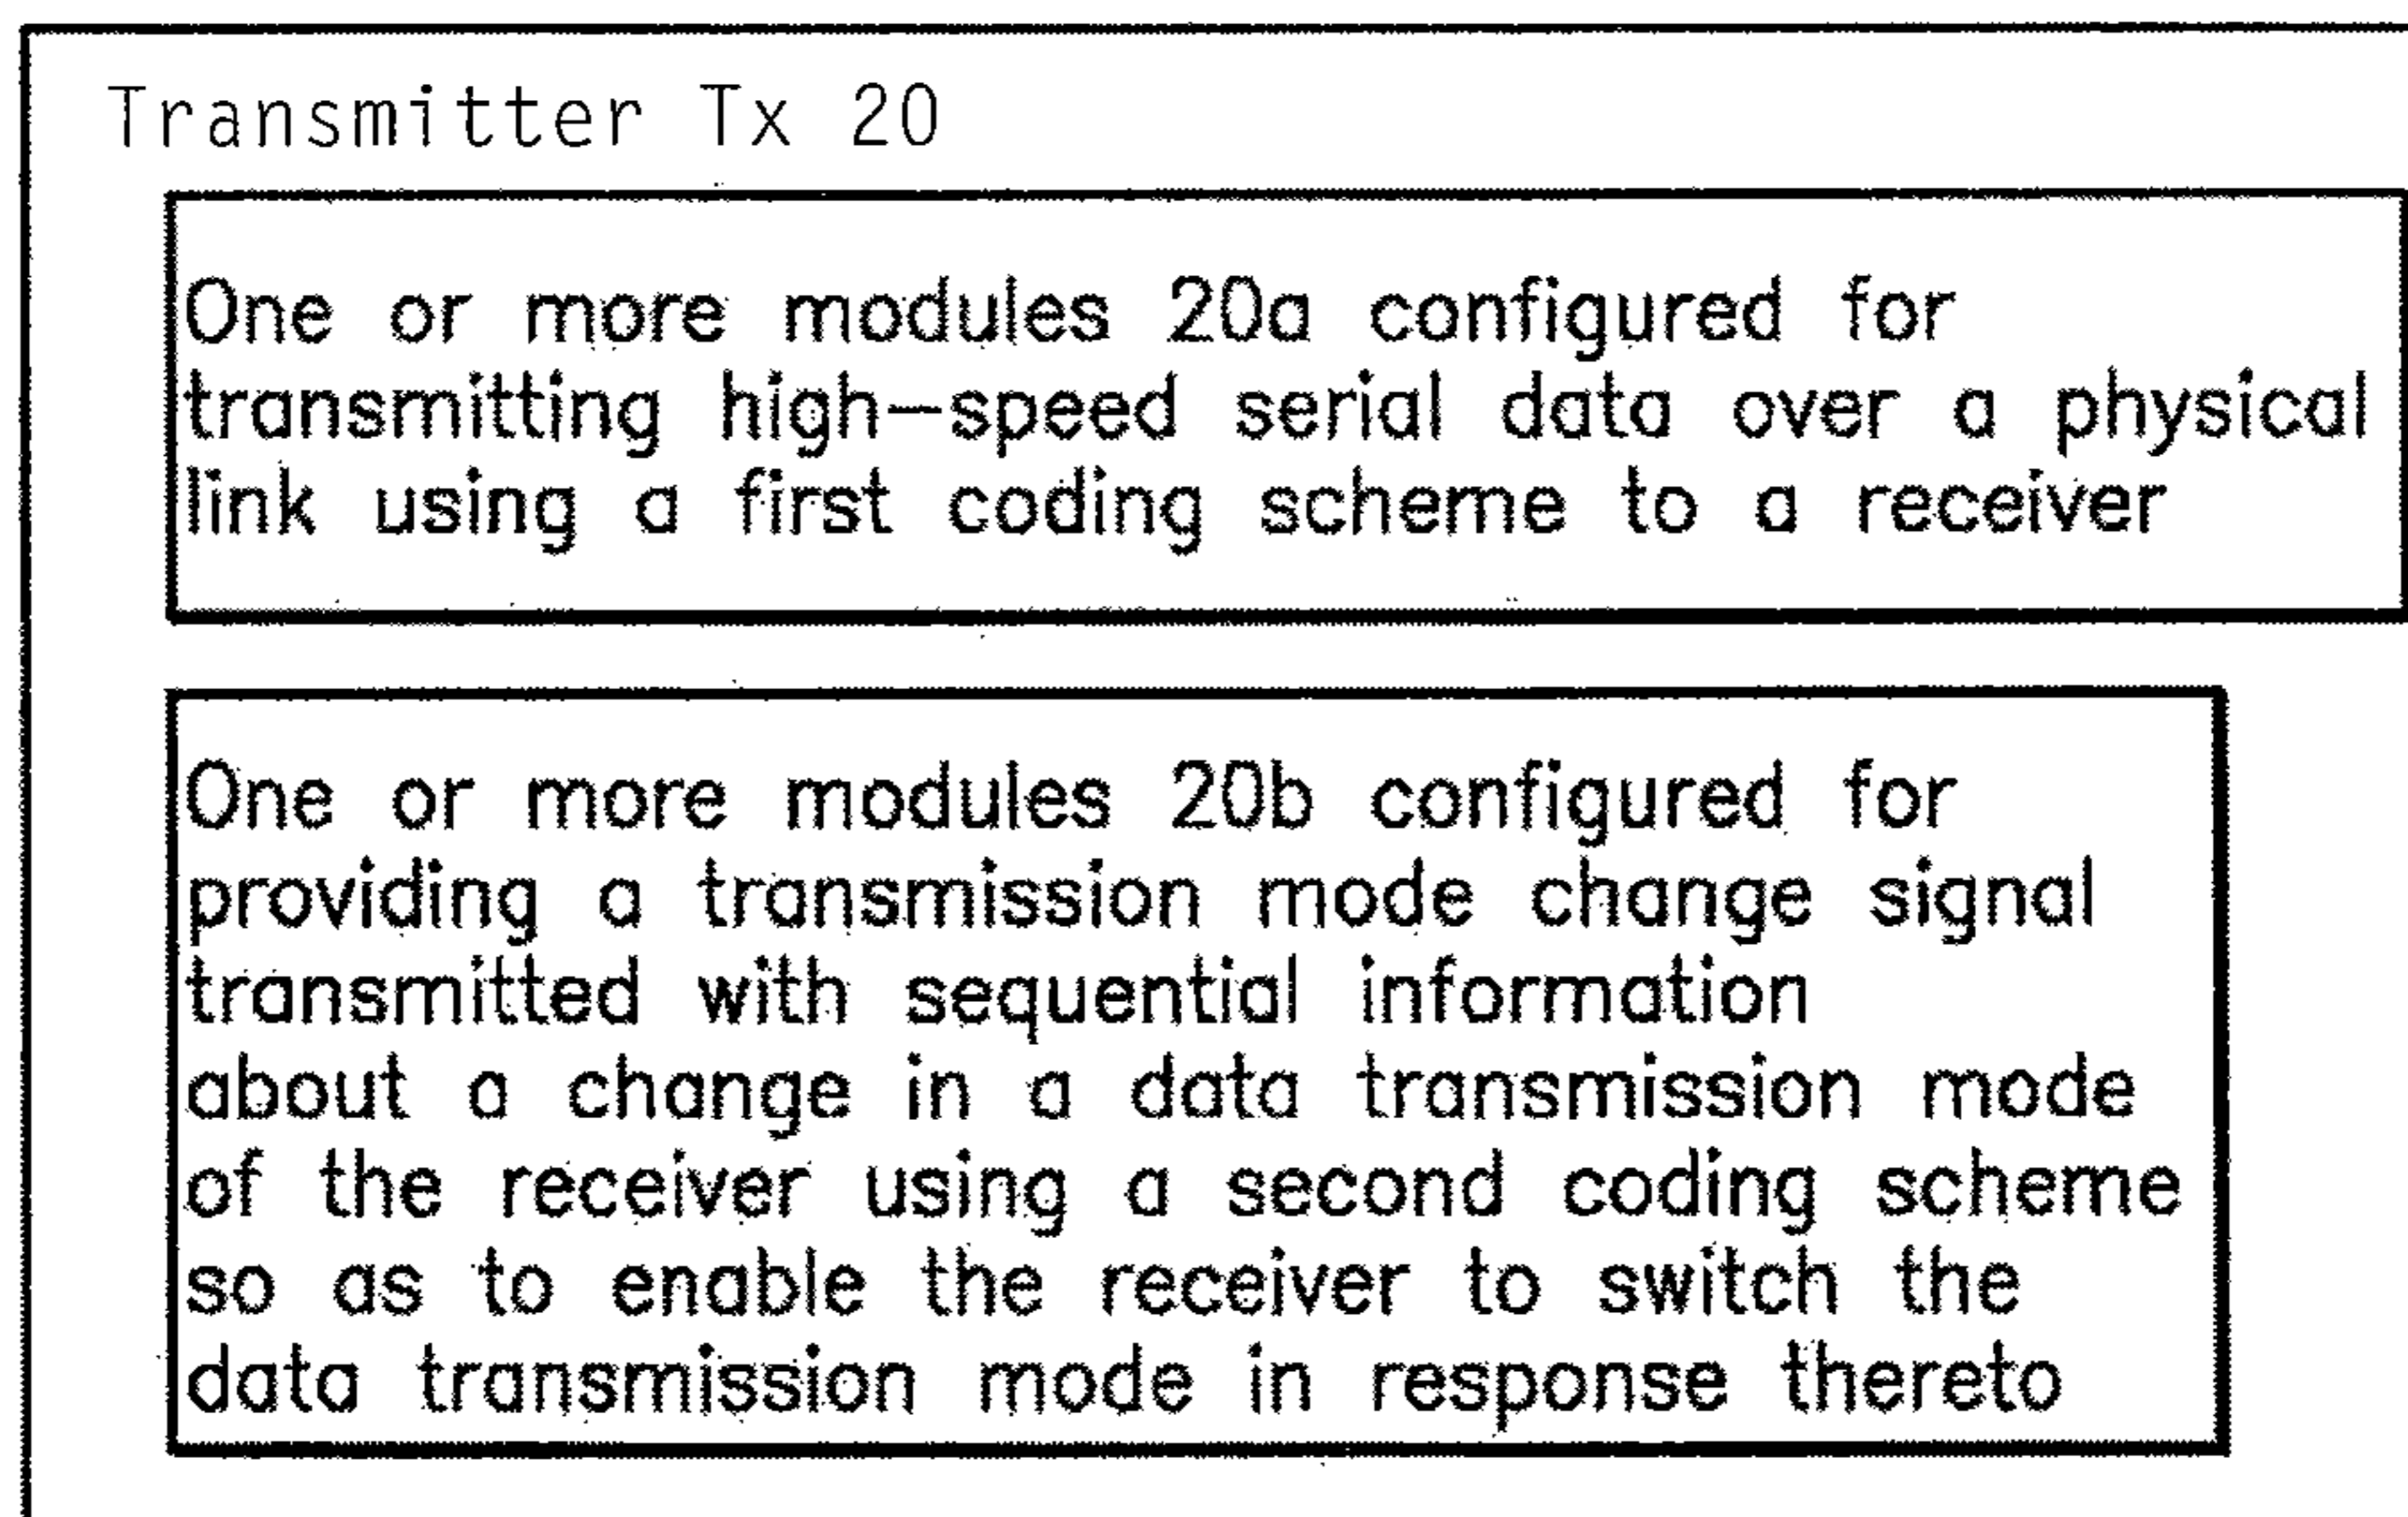 Transmitter Tx 20
One or more modules 20a configured for
transmitting high-speed serial data over a physical
link using a first coding scheme to a receiver
One or more modules 20b configured for
providing a transmission mode change signal
transmitted with sequential information
about a change in a data transmission mode
of the receiver using a second coding scheme
so as to enable the receiver to switch the
data transmission mode in response thereto